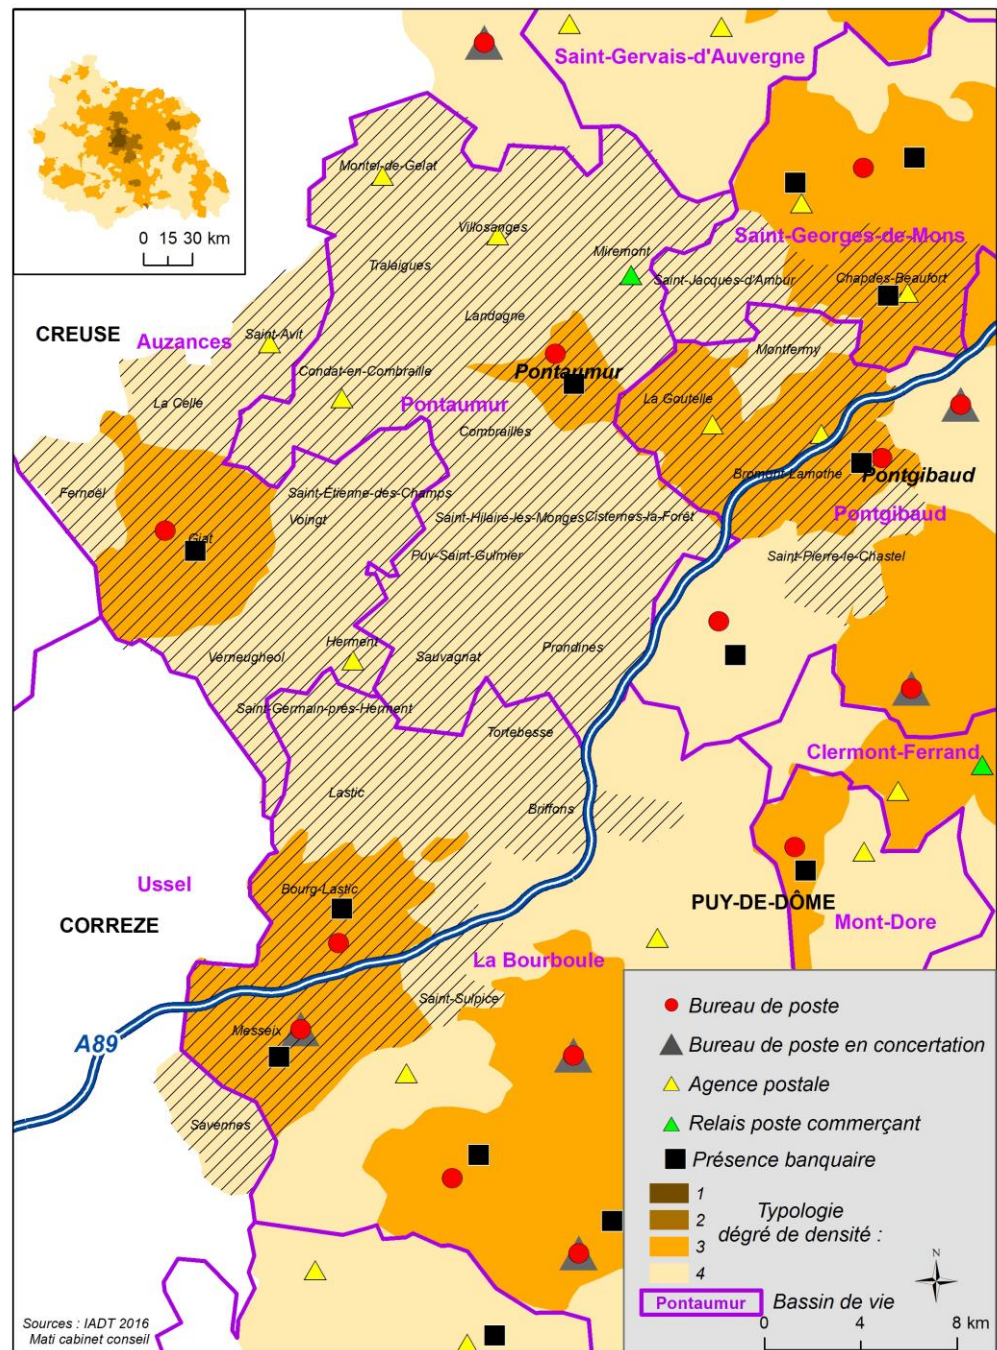 Saint-Gervais-d'Auvergne
0 15 30 km
Montel-de-Gelat
Villosanges
Tralaigues
Miremont
Saint-Georges-de-Mons
Saint-Jacques-d'Ambur
Chapdes-Beaufort
CREUSE
Auzances
Saint-Avit
Landogne
Montfermy
Condat-en-Combraille
Pontaumur
La Celle
Pontaumur
La Goutelle
Combrailles
Bromont-Lamothe
Pontgibaud
Fernoël
Saint-Étienne-des-Champs
Voingt
Saint-Hilaire-les-Monges
Cisternes-la-Forêt
Pontgibaud
Giat
Puy-Saint-Gulmier
Saint-Pierre-le-Chastel
Herment
Verneugheol
Sauvagnat
Prondines
Saint-Germain-près-Herment
Tortebesse
Clermont-Ferrand
Lastic
Briffons
Ussel
Bourg-Lastic
PUY-DE-DÔME
CORREZE
Mont-Dore
La Bourboule
Saint-Sulpice
Messeix
A89
Savennes
Bureau de poste
Bureau de poste en concertation
Agence postale
Relais poste commerçant
Présence banquaire
1
2
3
4
Typologie
dégré de densité :
N
Pontaumur Bassin de vie
0 4 8 km
Sources : IADT 2016
Mati cabinet conseil